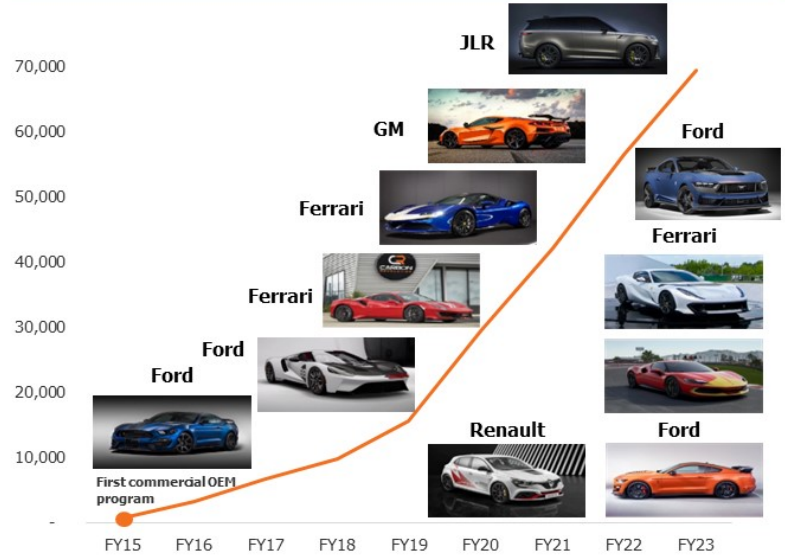 JLR
70,000
60,000
GM
Ford
50,000
Ferrari
Ferrari
40,000
CARBON
Ferrari
30,000
Ford
Ford
20,000
Renault
Ford
10,000
First commercial OEM
program
-
FY15 FY16 FY17 FY18 FY19 FY20 FY21 FY22 FY23